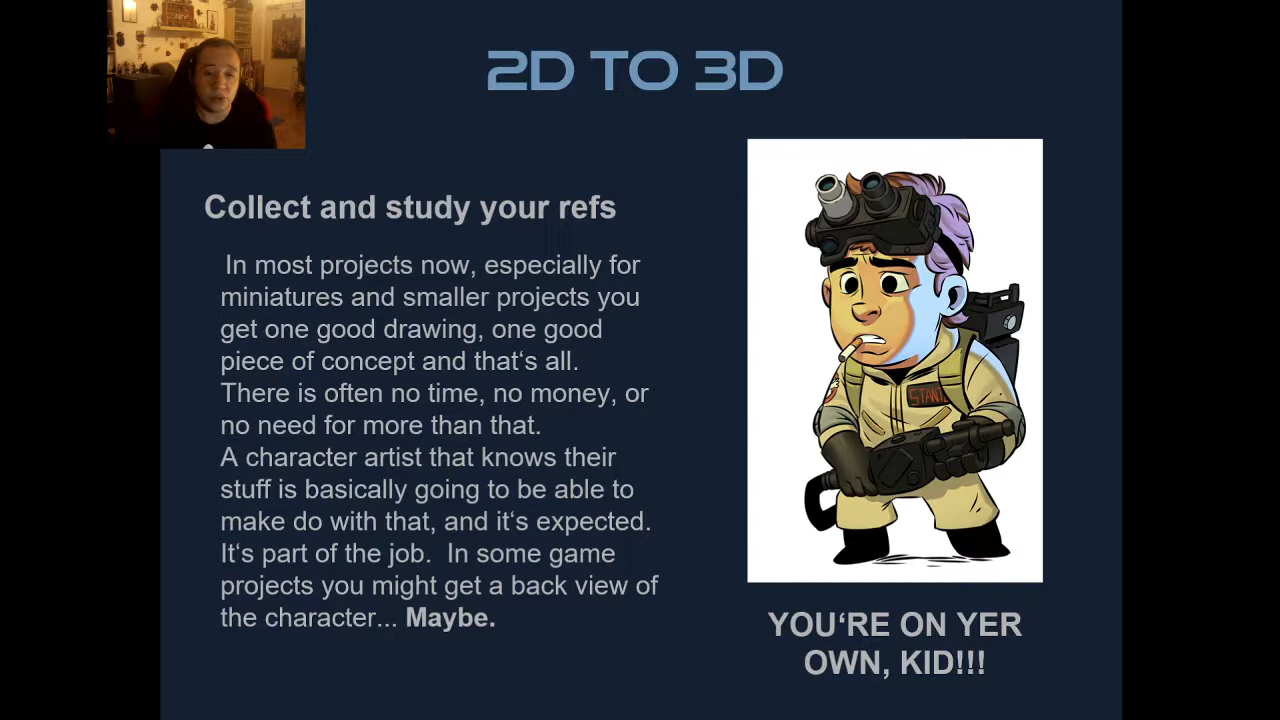 2D TO 3D
Collect and study your refs
In most projects now, especially for
miniatures and smaller projects you
get one good drawing, one good
piece of concept and that‘s all.
There is often no time, no money, or
no need for more than that.
A character artist that knows their
stuff is basically going to be able to
make do with that, and it‘s expected.
It‘s part of the job. In some game
projects you might get a back view of
the character... Maybe.
STANTZ
YOU‘RE ON YER
OWN, KID!!!